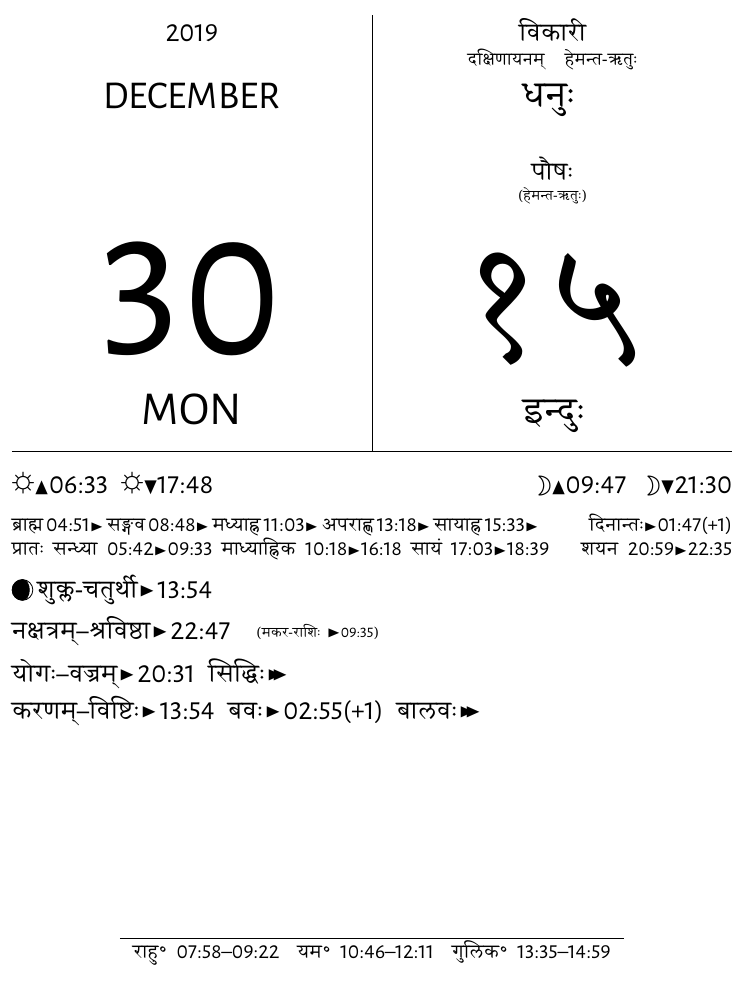 2019
DECEMBER
30
MON
विकारी
दक्षिणायनम् हेमन्त-ऋतुः
धनुः
पौषः
(हेमन्त-ऋतुः)
१५
इन्दुः
☼▲06:33 ☼▼17:48 ☽▲09:47 ☽▼21:30
ब्राह्म 04:51► सङ्गव 08:48► मध्याह्न 11:03► अपराह्ण 13:18► सायाह्न 15:33► दिनान्तः►01:47(+1)
प्रातः सन्ध्या 05:42►09:33 माध्याह्निक 10:18►16:18 सायं 17:03►18:39 शयन 20:59►22:35
शुक्ल-चतुर्थी►13:54
नक्षत्रम्–श्रविष्ठा►22:47 (मकर-राशिः ►09:35)
योगः–वज्रम्►20:31 सिद्धिः►►
करणम्–विष्टिः►13:54 बवः►02:55(+1) बालवः►►
राहु° 07:58–09:22 यम° 10:46–12:11 गुलिक° 13:35–14:59